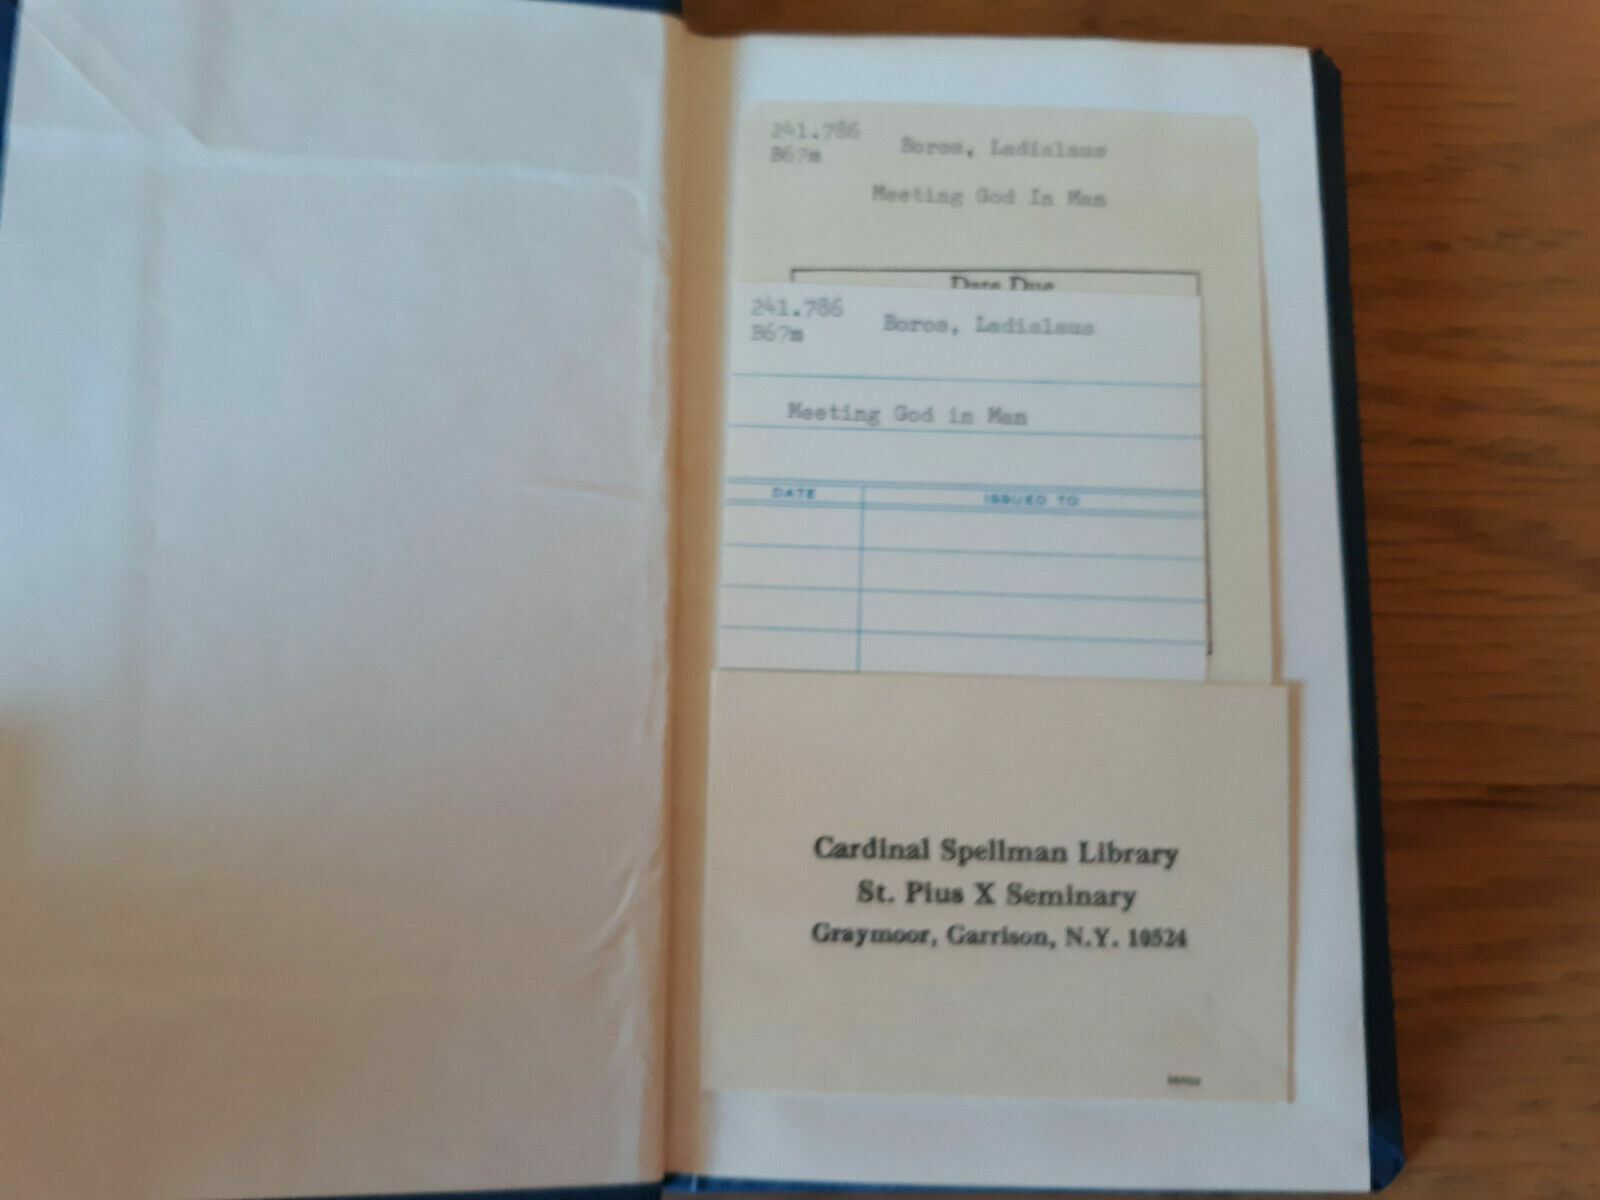 241.786 Boros, Ladislaus
B67m
Meeting God In Man
Date Due
241.786 Boros, Ladislaus
B67m
Meeting God in Man
DATE ISSUED TO
Cardinal Spellman Library
St. Pius X Seminary
Graymoor, Garrison, N.Y. 10524